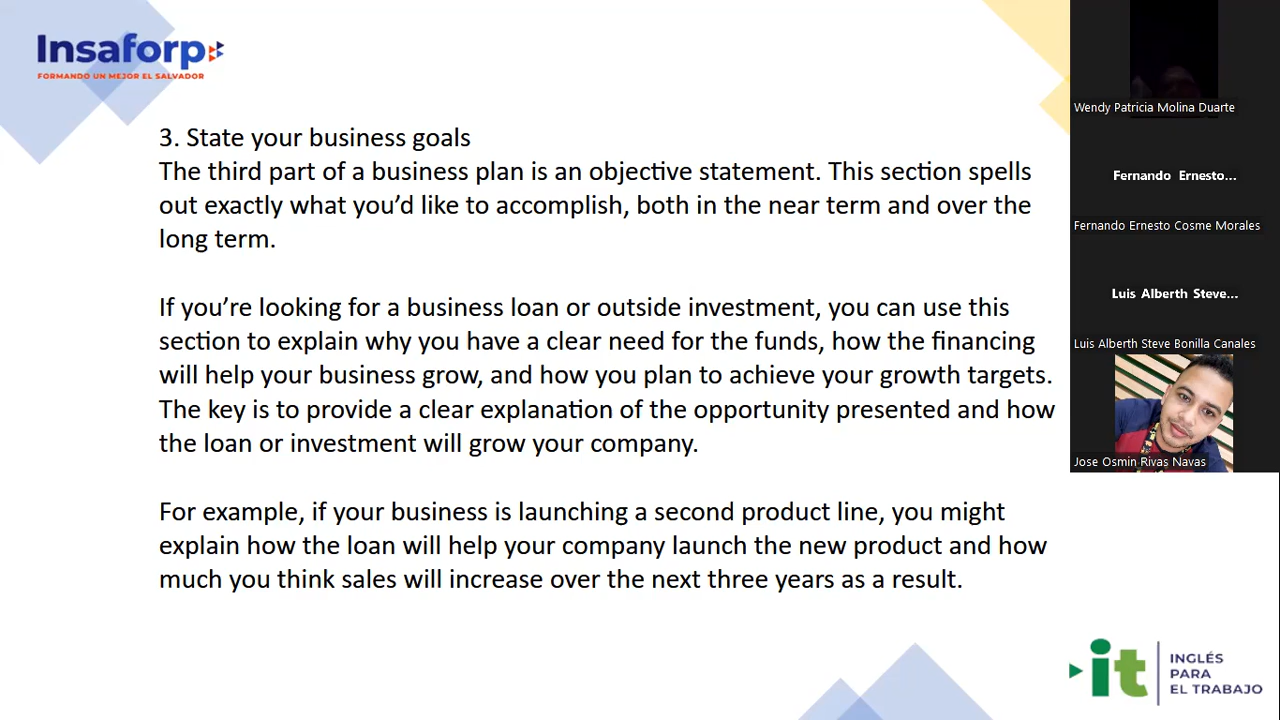 Insaforp
FORMANDO UN MEJOR EL SALVADOR
3. State your business goals
The third part of a business plan is an objective statement. This section spells
out exactly what you’d like to accomplish, both in the near term and over the
long term.
If you’re looking for a business loan or outside investment, you can use this
section to explain why you have a clear need for the funds, how the financing
will help your business grow, and how you plan to achieve your growth targets.
The key is to provide a clear explanation of the opportunity presented and how
the loan or investment will grow your company.
For example, if your business is launching a second product line, you might
explain how the loan will help your company launch the new product and how
much you think sales will increase over the next three years as a result.
Wendy Patricia Molina Duarte
Fernando Ernesto...
Fernando Ernesto Cosme Morales
Luis Alberth Steve...
Luis Alberth Steve Bonilla Canales
Jose Osmin Rivas Navas
it
INGLÉS
PARA
EL TRABAJO